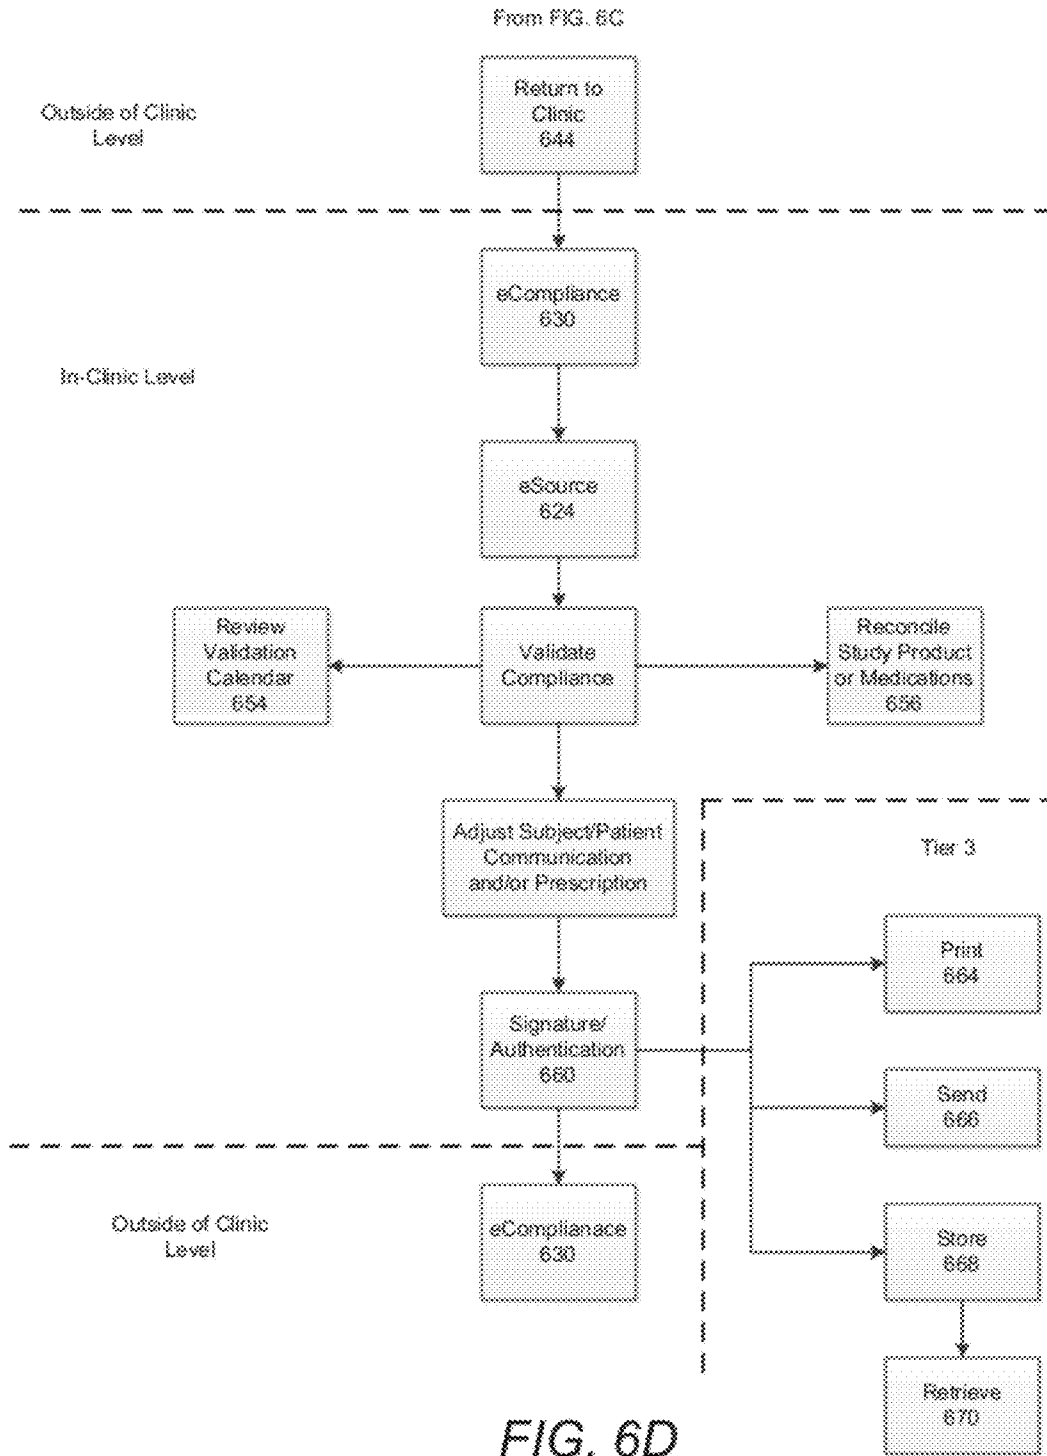 From FIG. 6C
Return to
Clinic
644
Outside of Clinic
Level
eCompliance
630
In-Clinic Level
eSource
624
Review
Validation
Calendar
654
Validate
Compliance
Reconcile
Study Product
or Medications
656
Adjust Subject/Patient
Communication
and/or Prescription
Tier 3
Print
664
Signature/
Authentication
660
Send
666
Outside of Clinic
Level
eComplianace
630
Store
668
Retrieve
670
FIG. 6D